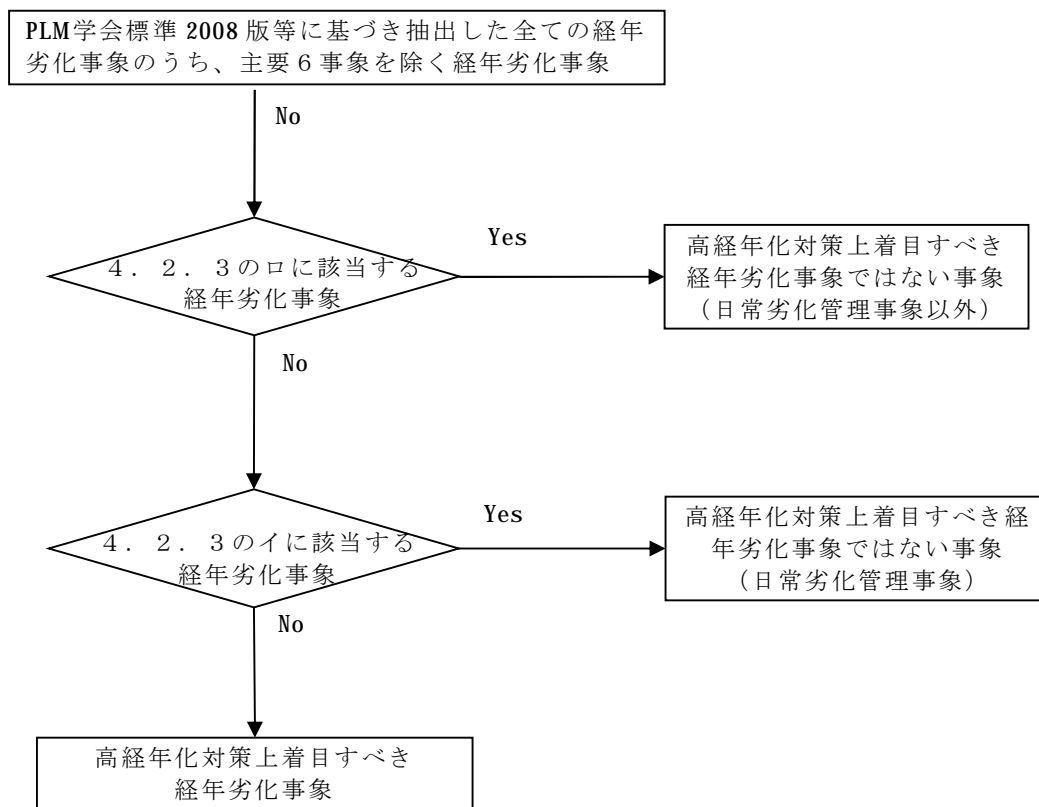 PLM学会標準 2008 版等に基づき抽出した全ての経年
劣化事象のうち、主要６事象を除く経年劣化事象
No
４．２．３のロに該当する
経年劣化事象
Yes
高経年化対策上着目すべき
経年劣化事象ではない事象
（日常劣化管理事象以外）
No
４．２．３のイに該当する
経年劣化事象
Yes
高経年化対策上着目すべき経
年劣化事象ではない事象
（日常劣化管理事象）
No
高経年化対策上着目すべき
経年劣化事象